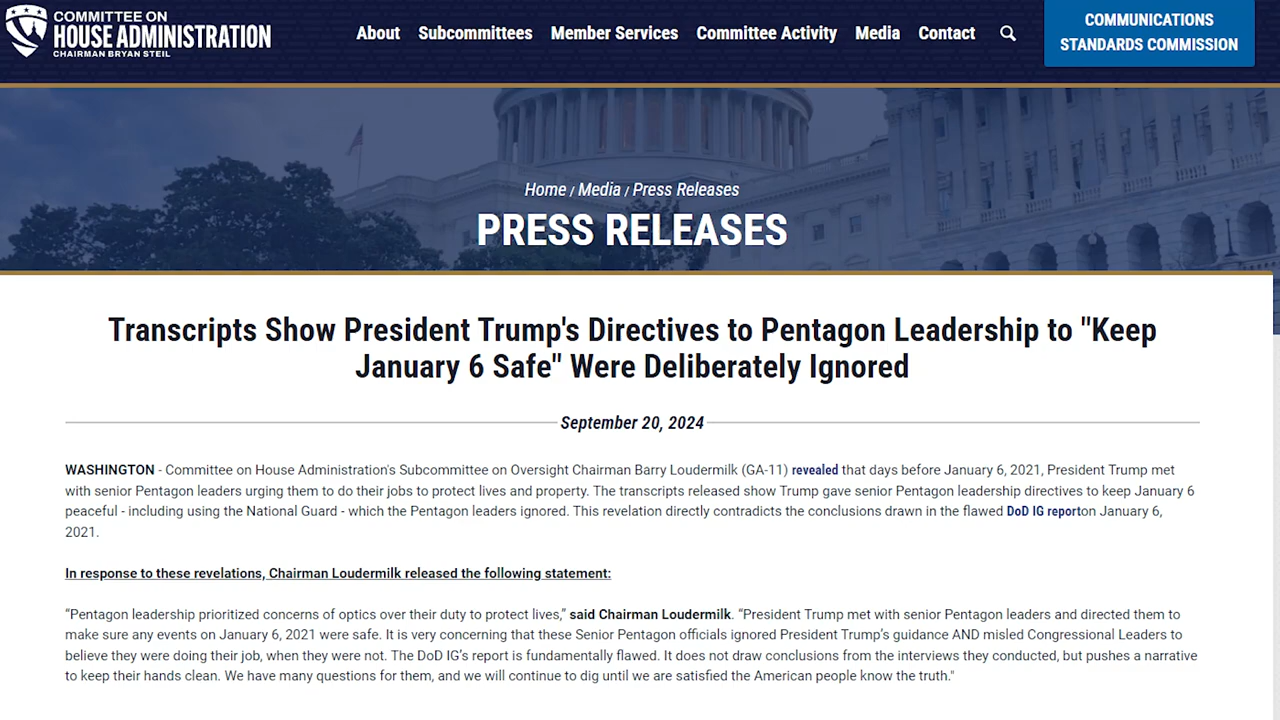 COMMITTEE ON
HOUSE ADMINISTRATION
CHAIRMAN BRYAN STEIL
About Subcommittees Member Services Committee Activity Media Contact
COMMUNICATIONS
STANDARDS COMMISSION
Home / Media / Press Releases
PRESS RELEASES
Transcripts Show President Trump's Directives to Pentagon Leadership to "Keep
January 6 Safe" Were Deliberately Ignored
September 20, 2024
WASHINGTON - Committee on House Administration's Subcommittee on Oversight Chairman Barry Loudermilk (GA-11) revealed that days before January 6, 2021, President Trump met
with senior Pentagon leaders urging them to do their jobs to protect lives and property. The transcripts released show Trump gave senior Pentagon leadership directives to keep January 6
peaceful - including using the National Guard - which the Pentagon leaders ignored. This revelation directly contradicts the conclusions drawn in the flawed DoD IG reporton January 6,
2021.
In response to these revelations, Chairman Loudermilk released the following statement:
“Pentagon leadership prioritized concerns of optics over their duty to protect lives,” said Chairman Loudermilk. “President Trump met with senior Pentagon leaders and directed them to
make sure any events on January 6, 2021 were safe. It is very concerning that these Senior Pentagon officials ignored President Trump’s guidance AND misled Congressional Leaders to
believe they were doing their job, when they were not. The DoD IG’s report is fundamentally flawed. It does not draw conclusions from the interviews they conducted, but pushes a narrative
to keep their hands clean. We have many questions for them, and we will continue to dig until we are satisfied the American people know the truth."